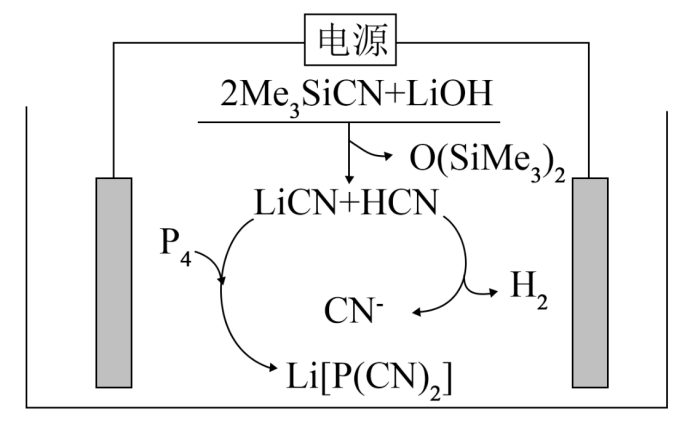 电源
2Me₃SiCN+LiOH
O(SiMe₃)₂
LiCN+HCN
P₄
H₂
CN⁻
Li[P(CN)₂]